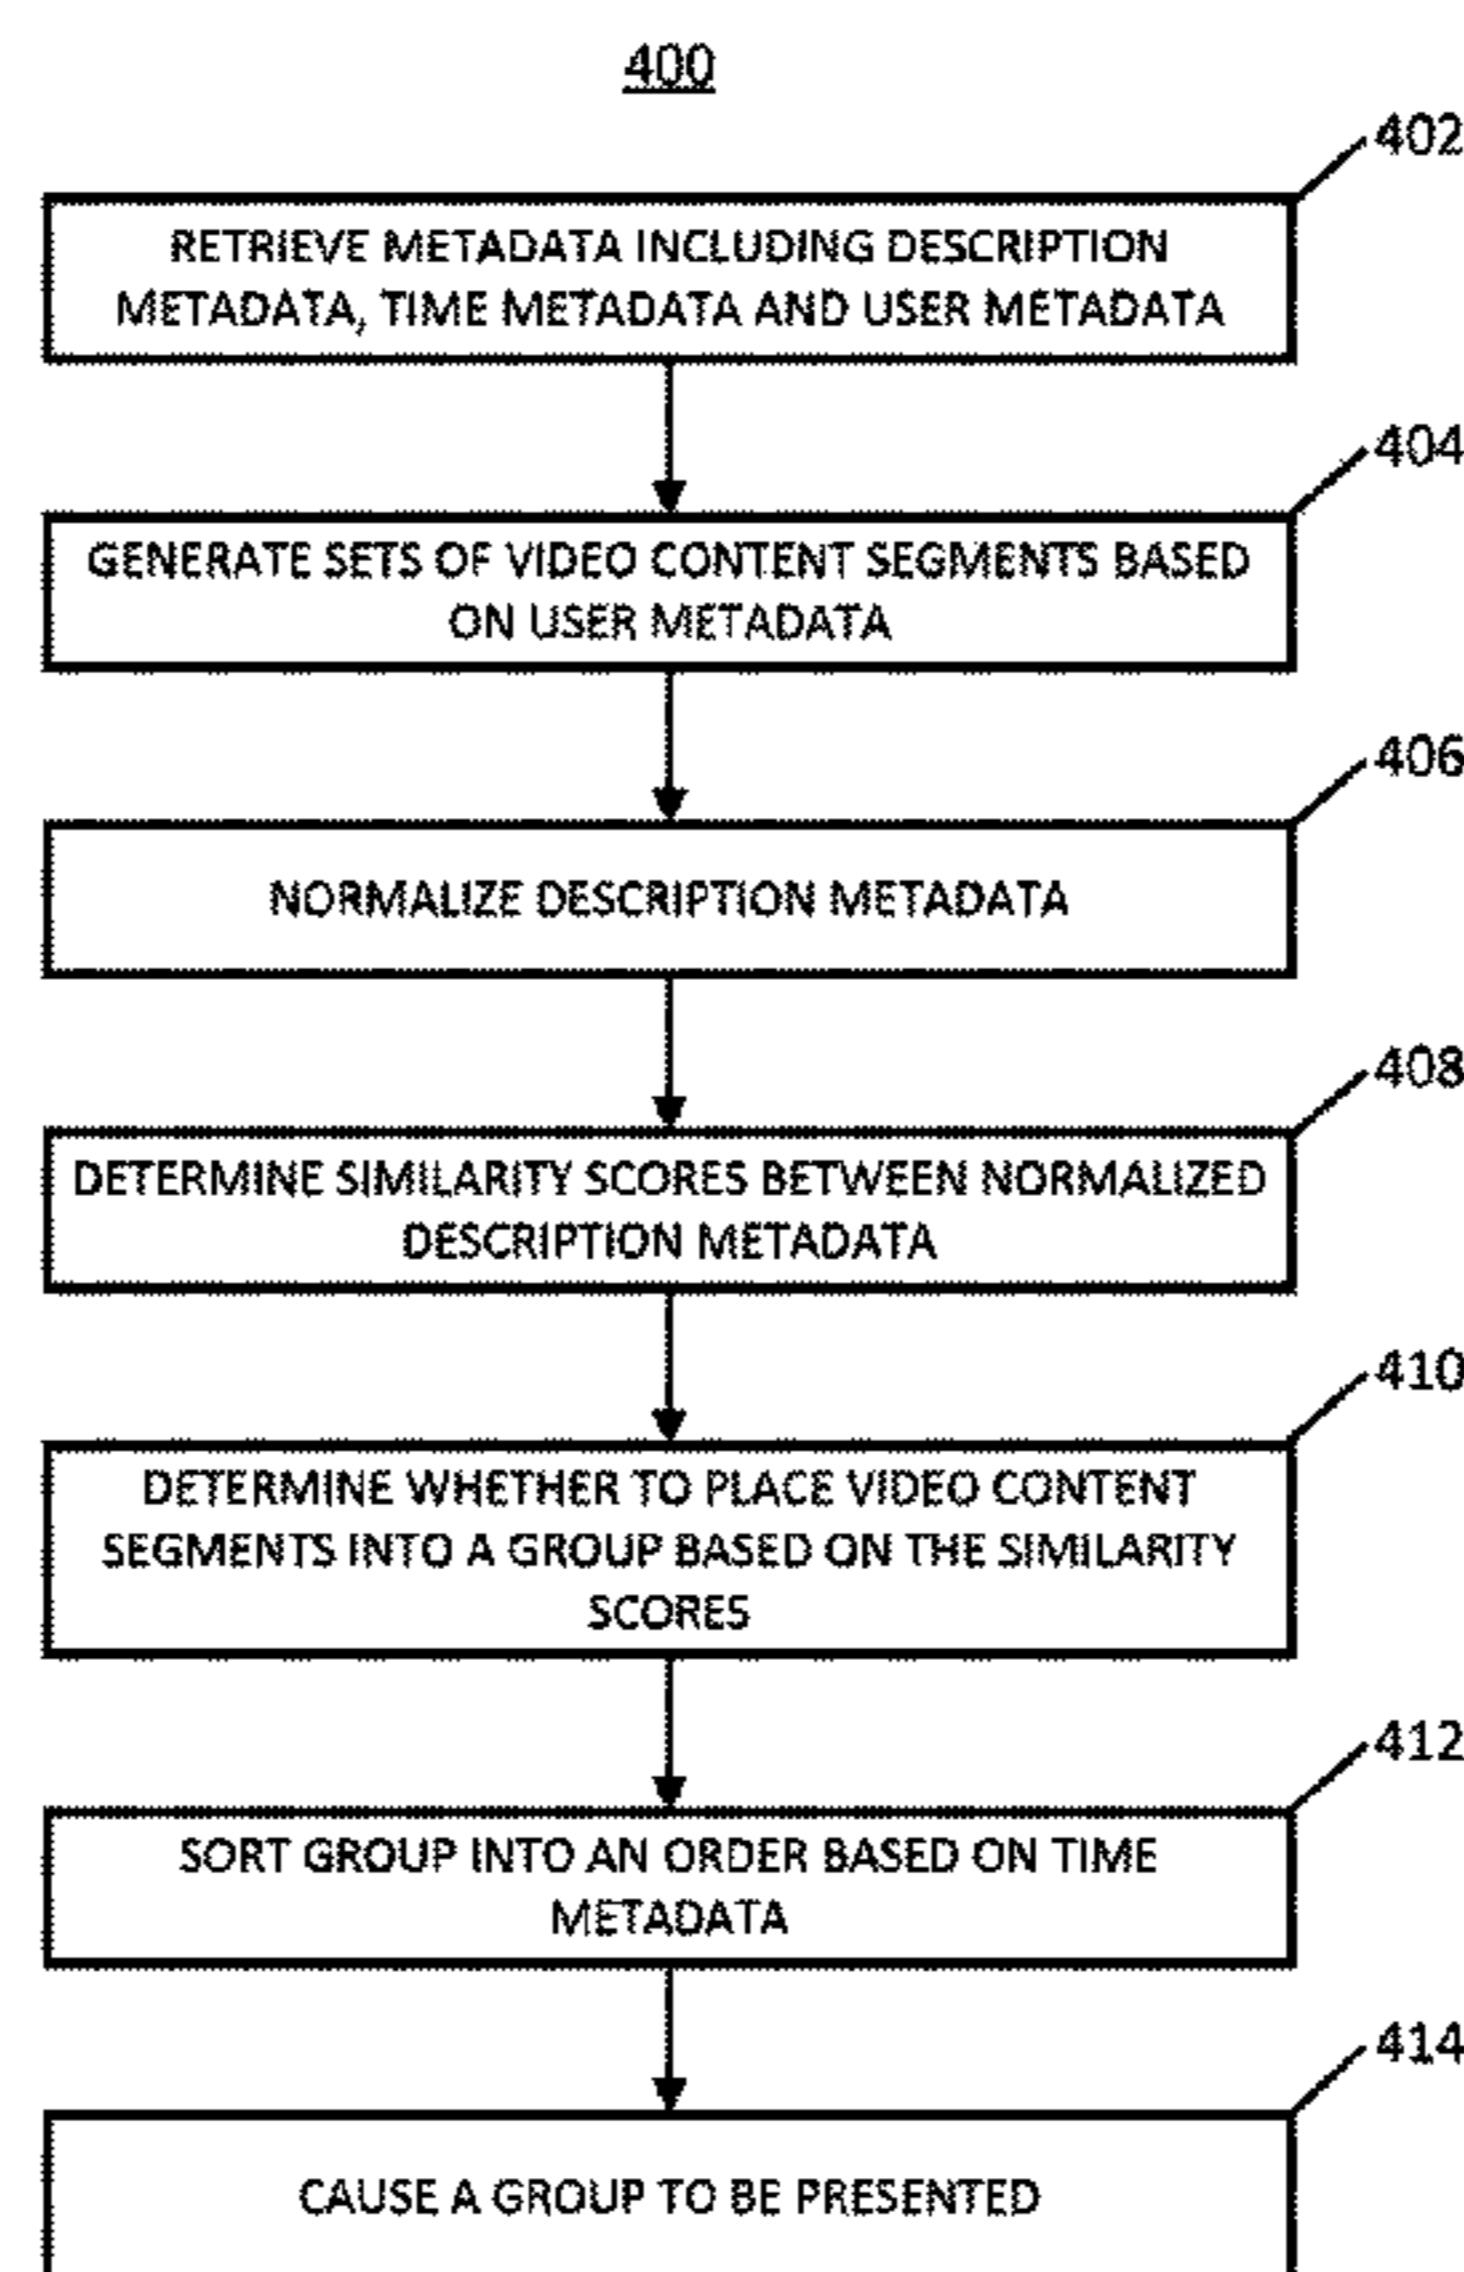 400
402
RETRIEVE METADATA INCLUDING DESCRIPTION
METADATA, TIME METADATA AND USER METADATA
404
GENERATE SETS OF VIDEO CONTENT SEGMENTS BASED
ON USER METADATA
406
NORMALIZE DESCRIPTION METADATA
408
DETERMINE SIMILARITY SCORES BETWEEN NORMALIZED
DESCRIPTION METADATA
410
DETERMINE WHETHER TO PLACE VIDEO CONTENT
SEGMENTS INTO A GROUP BASED ON THE SIMILARITY
SCORES
412
SORT GROUP INTO AN ORDER BASED ON TIME
METADATA
414
CAUSE A GROUP TO BE PRESENTED